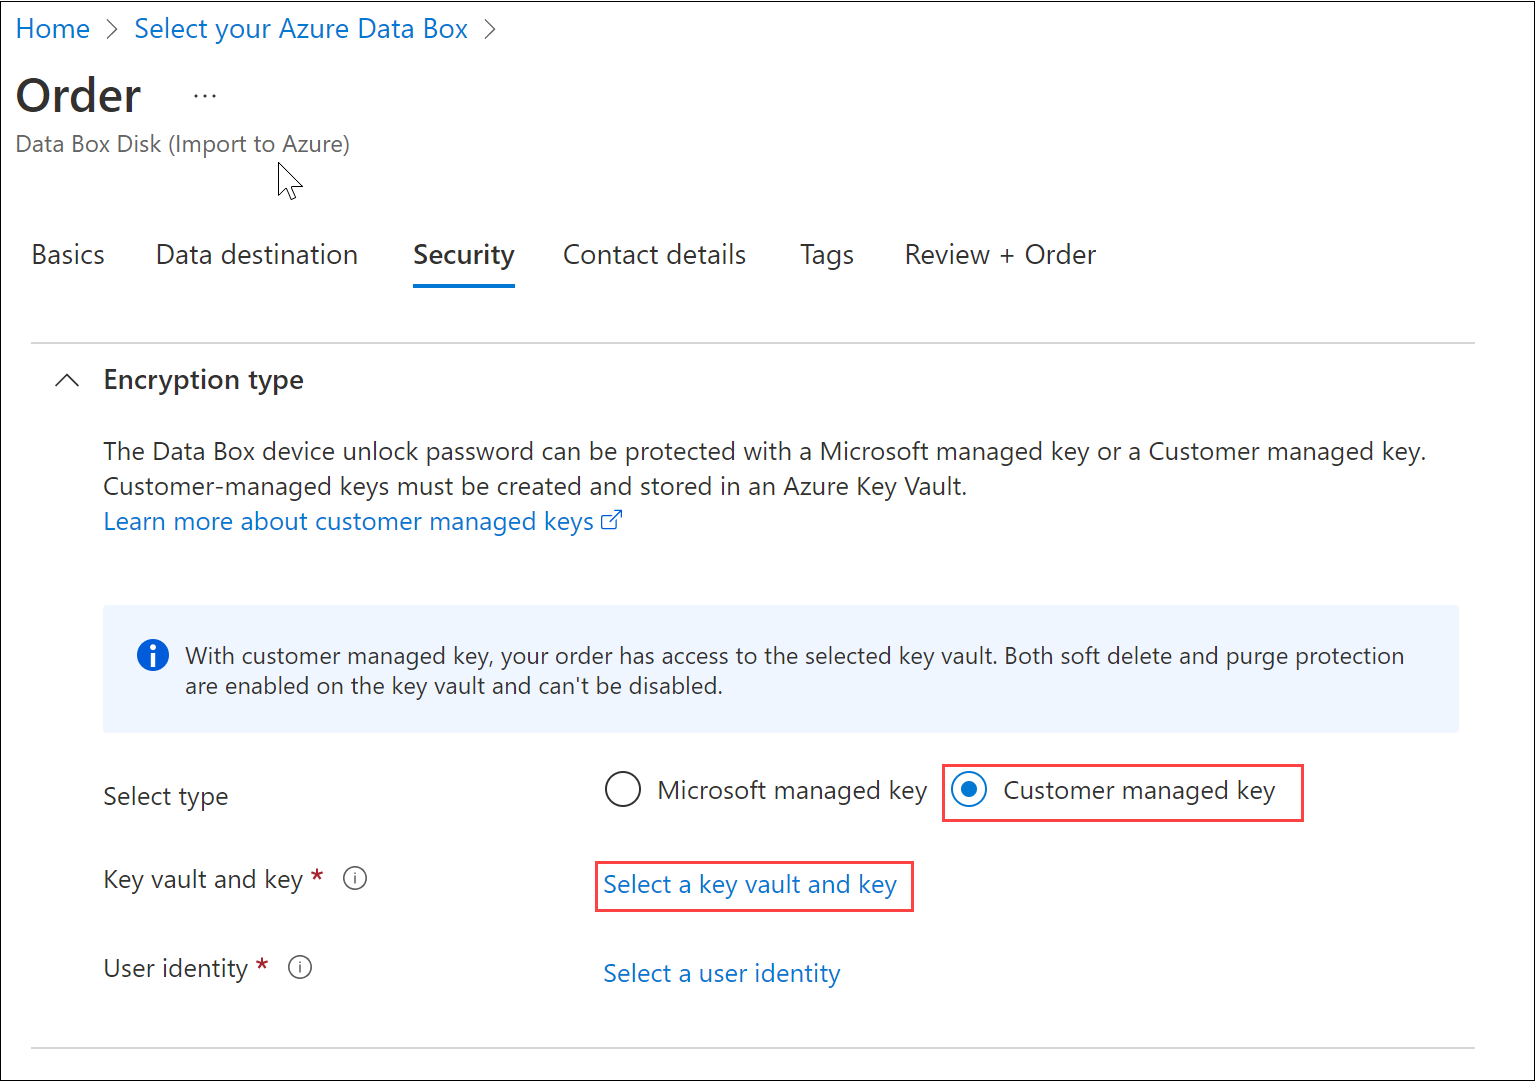 Home > Select your Azure Data Box >
Order ...
Data Box Disk (Import to Azure)
Basics Data destination Security Contact details Tags Review + Order
Encryption type
The Data Box device unlock password can be protected with a Microsoft managed key or a Customer managed key.
Customer-managed keys must be created and stored in an Azure Key Vault.
Learn more about customer managed keys
With customer managed key, your order has access to the selected key vault. Both soft delete and purge protection
are enabled on the key vault and can't be disabled.
Select type Microsoft managed key Customer managed key
Key vault and key * Select a key vault and key
User identity * Select a user identity